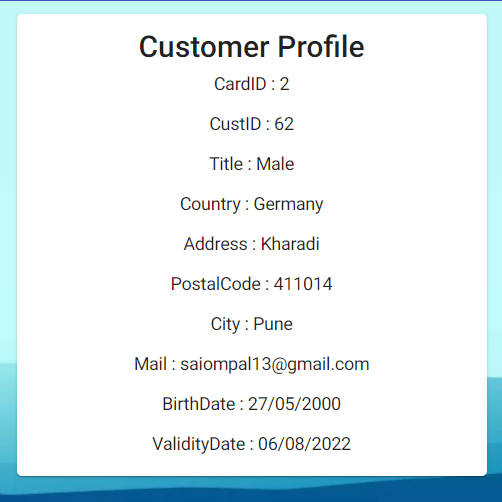 Customer Profile
CardID : 2
CustID : 62
Title : Male
Country : Germany
Address : Kharadi
PostalCode : 411014
City : Pune
Mail : saiompal13@gmail.com
BirthDate : 27/05/2000
ValidityDate : 06/08/2022